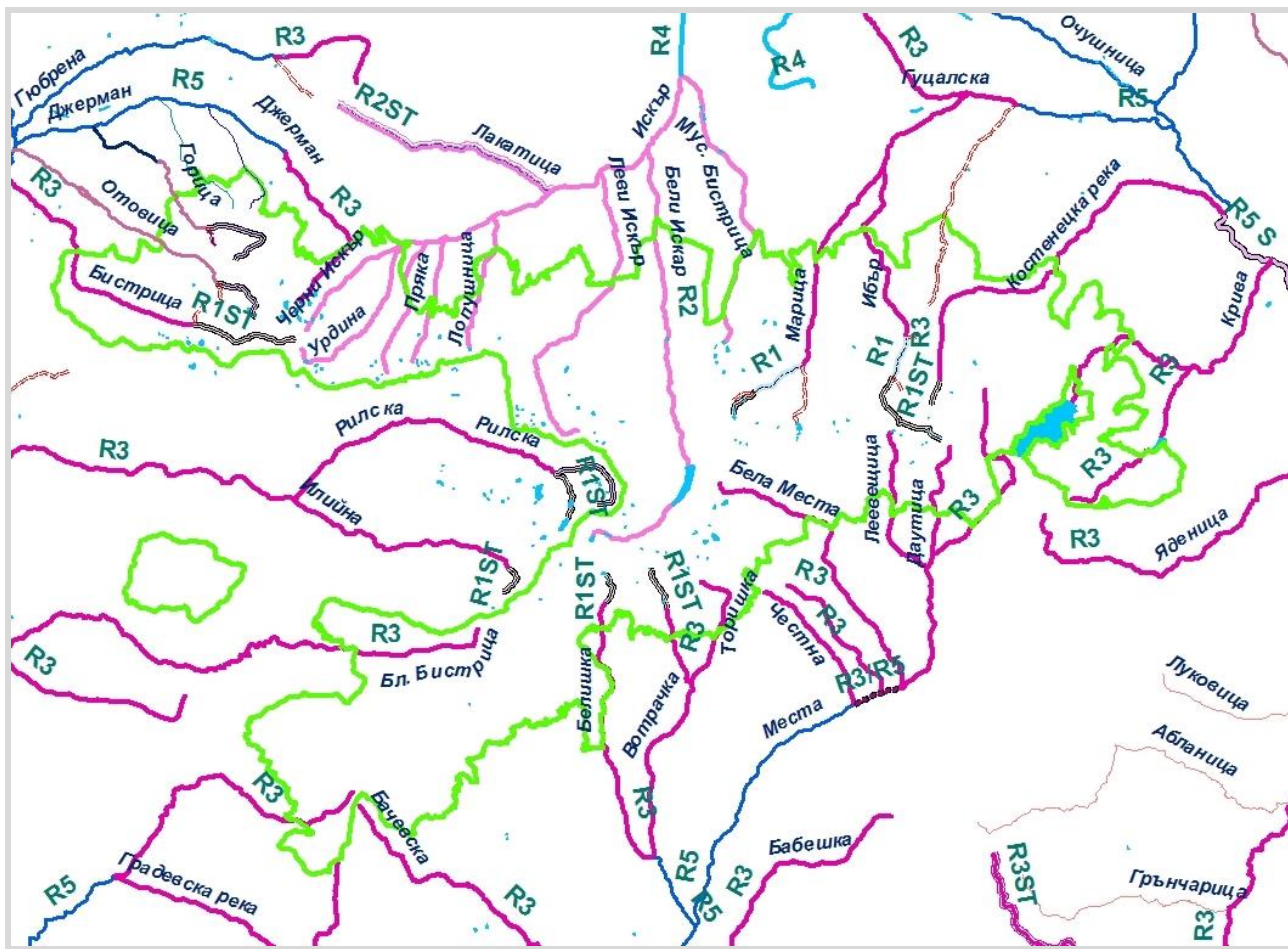 R3
R4
R4
R3
Очушница
Гюбрена
Джерман
R5
R2ST
Джерман
Лакатица
Искър
Мус. Бистрица
Гуцалска
R5
R3
Отовица
Горица
R3
Леви Искър
Бели Искар
R2
Костенецка река
R5 S
Бистрица
R1ST
Черни Искър
Урдина
Пряка
Лопушница
Марица
R1
Ибър
R1
R3
R1ST
Крива
R3
R3
Рилска
Рилска
R1ST
R3
Илийна
R1ST
Бела Места
Леевещица
Даутица
R3
R3
Яденица
R1ST
R1ST
R3
Торишка
R3
R3
Честна
R3/R5
R3
R3
Бл. Бистрица
Белишка
Вотрачка
Места
Луковица
Абланица
R3
R3
Бачевска
R5
R5
R3
Бабешка
R3ST
Грънчарица
R3
R5
Градевска река
R3